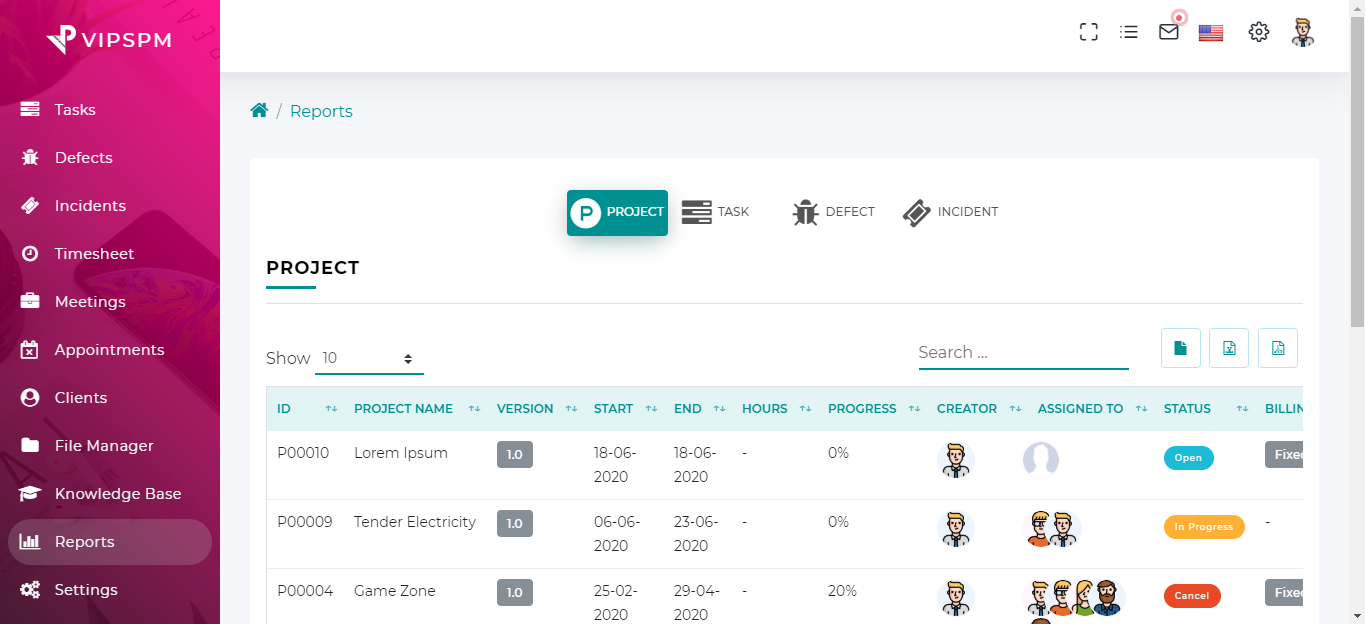 VIPSPM
Tasks
Defects
Incidents
Timesheet
Meetings
Appointments
Clients
File Manager
Knowledge Base
Reports
Settings
/ Reports
P PROJECT TASK DEFECT INCIDENT
PROJECT
Show 10 Search ...
ID PROJECT NAME VERSION START END HOURS PROGRESS CREATOR ASSIGNED TO STATUS BILLIN
P00010 Lorem Ipsum 1.0 18-06- 18-06- - 0% Open Fixed
2020 2020
P00009 Tender Electricity 1.0 06-06- 23-06- - 0% In Progress -
2020 2020
P00004 Game Zone 1.0 25-02- 29-04- - 20% Cancel Fixed
2020 2020